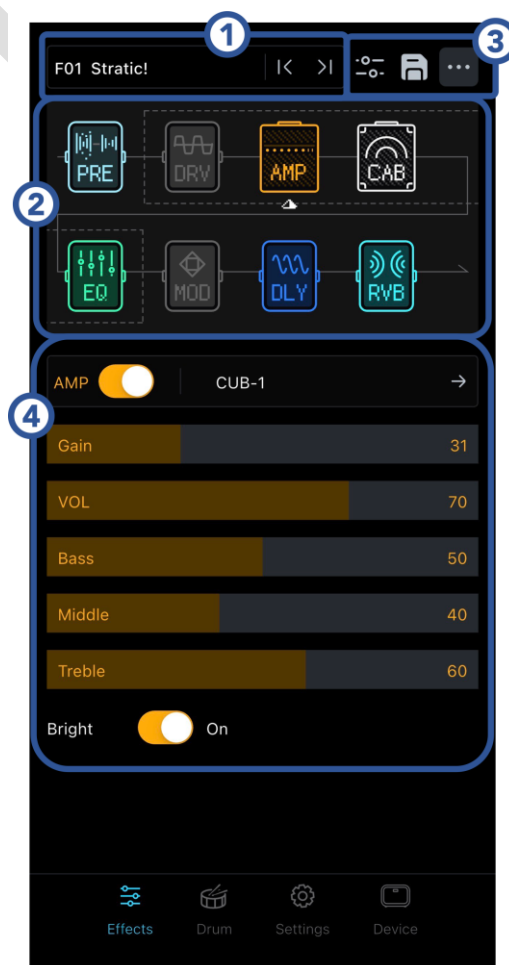 1
3
F01 Stratic!
PRE DRV AMP CAB
2
EQ MOD DLY RVB
AMP CUB-1
4
Gain 31
VOL 70
Bass 50
Middle 40
Treble 60
Bright On
Effects Drum Settings Device